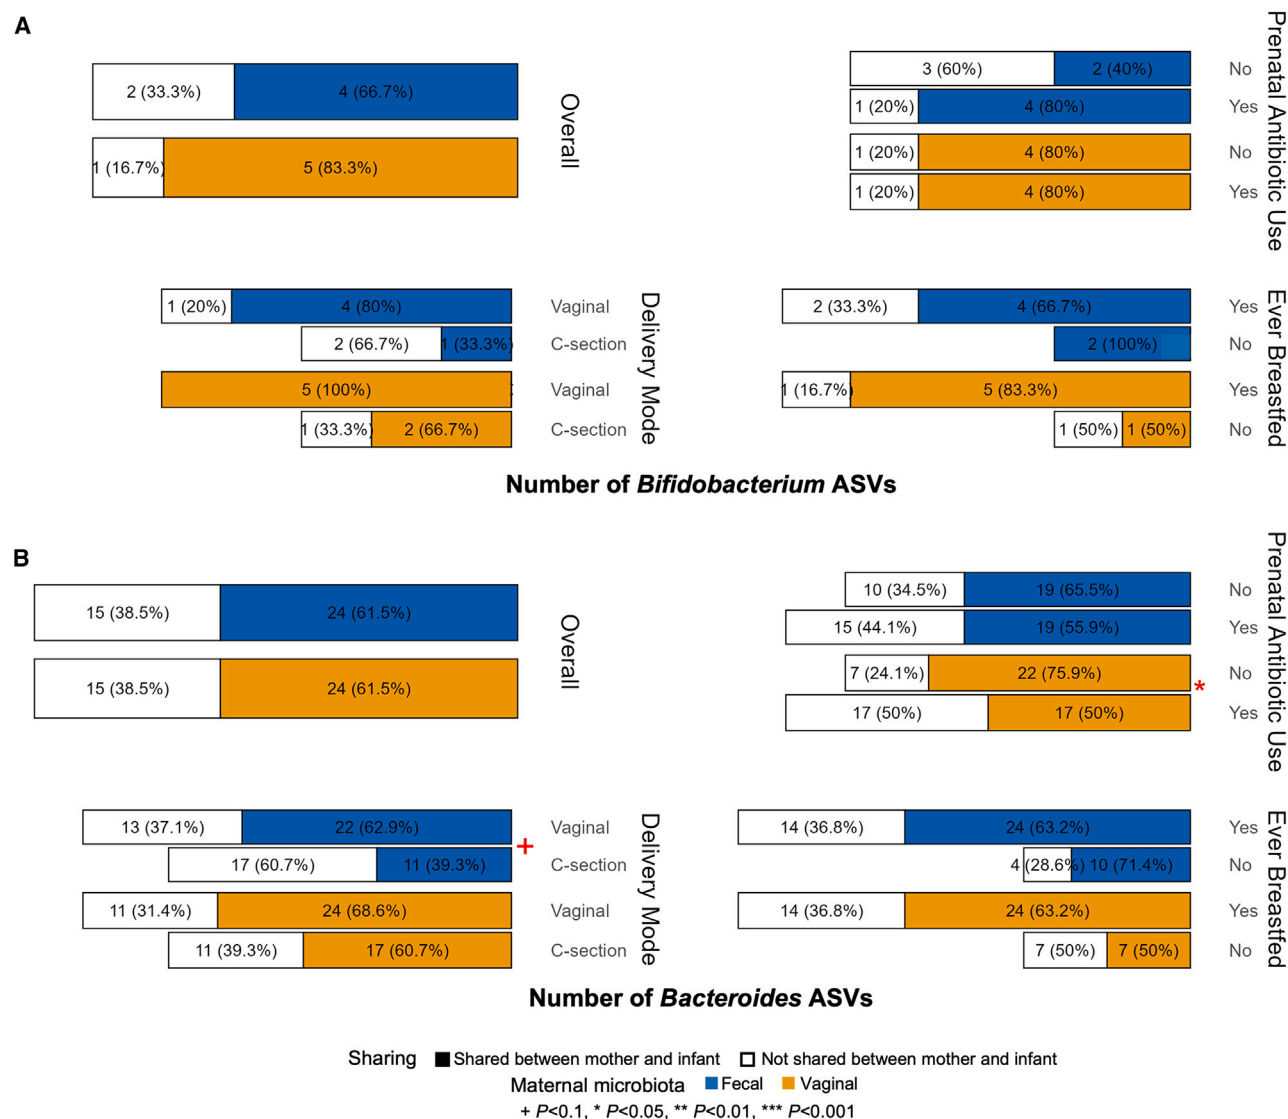 A
2 (33.3%) 4 (66.7%)
1 (16.7%) 5 (83.3%)
Overall
3 (60%) 2 (40%) No
1 (20%) 4 (80%) Yes
1 (20%) 4 (80%) No
1 (20%) 4 (80%) Yes
Prenatal Antibiotic Use
1 (20%) 4 (80%) Vaginal
2 (66.7%) 1 (33.3%) C-section
5 (100%) Vaginal
1 (33.3%) 2 (66.7%) C-section
Delivery Mode
2 (33.3%) 4 (66.7%) Yes
2 (100%) No
1 (16.7%) 5 (83.3%) Yes
1 (50%) 1 (50%) No
Ever Breastfed
Number of Bifidobacterium ASVs
B
15 (38.5%) 24 (61.5%)
15 (38.5%) 24 (61.5%)
Overall
10 (34.5%) 19 (65.5%) No
15 (44.1%) 19 (55.9%) Yes
7 (24.1%) 22 (75.9%) No
*
17 (50%) 17 (50%) Yes
Prenatal Antibiotic Use
13 (37.1%) 22 (62.9%) Vaginal
+
17 (60.7%) 11 (39.3%) C-section
11 (31.4%) 24 (68.6%) Vaginal
11 (39.3%) 17 (60.7%) C-section
Delivery Mode
14 (36.8%) 24 (63.2%) Yes
4 (28.6%) 10 (71.4%) No
14 (36.8%) 24 (63.2%) Yes
7 (50%) 7 (50%) No
Ever Breastfed
Number of Bacteroides ASVs
Sharing Shared between mother and infant Not shared between mother and infant
Maternal microbiota Fecal Vaginal
+ P<0.1, * P<0.05, ** P<0.01, *** P<0.001